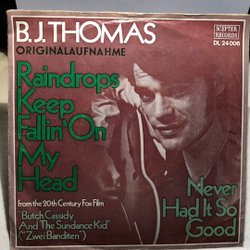 B.J. THOMAS
SCEPTER
RECORDS
DL 24 008
ORIGINALAUFNAHME
Raindrops
Keep
Fallin' On
My
Head
from the 20th Century Fox Film
"Butch Cassidy
And The Sundance Kid"
("Zwei Banditen")
Never
Had It So
Good